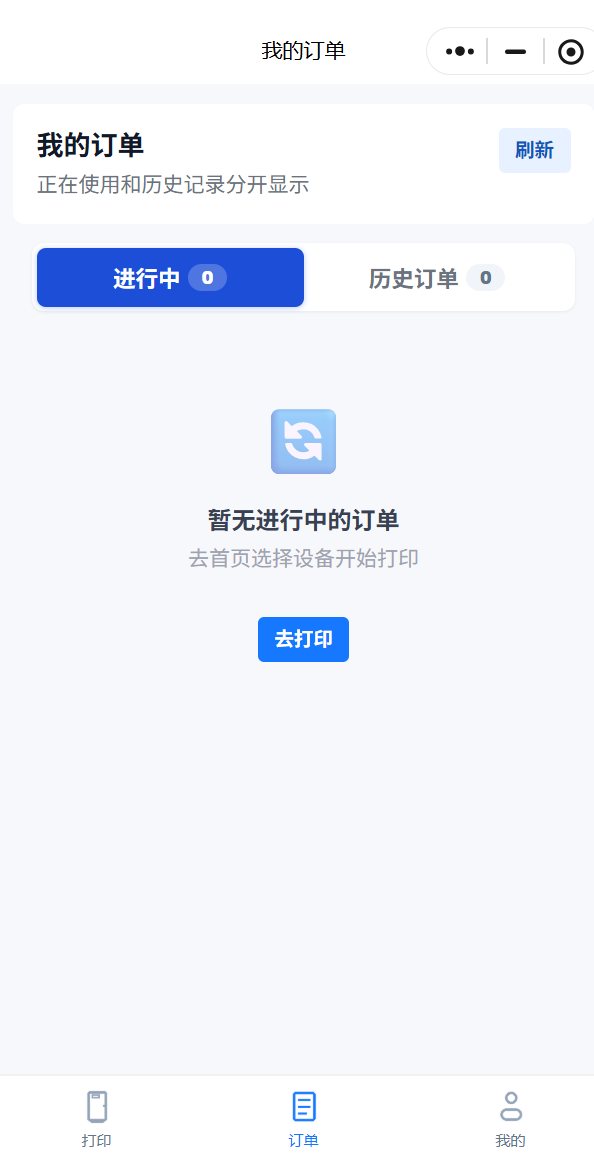 我的订单
我的订单
刷新
正在使用和历史记录分开显示
进行中 0
历史订单 0
暂无进行中的订单
去首页选择设备开始打印
去打印
打印
订单
我的